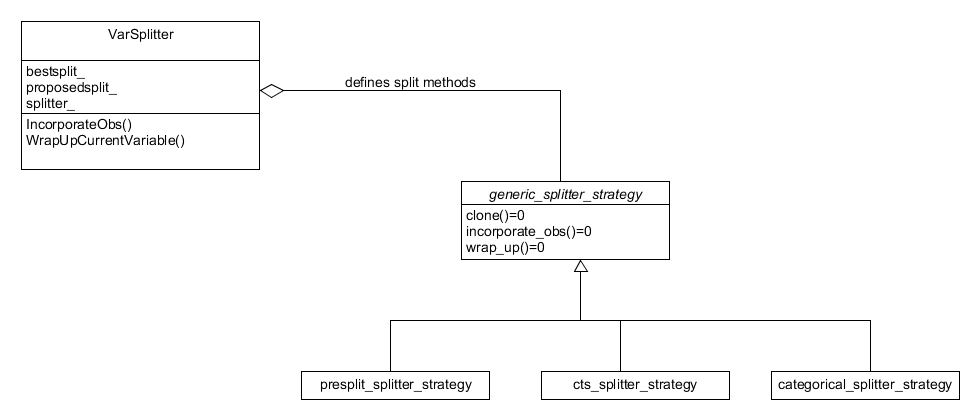 VarSplitter
bestsplit_
proposedsplit_
splitter_
IncorporateObs()
WrapUpCurrentVariable()
defines split methods
generic_splitter_strategy
clone()=0
incorporate_obs()=0
wrap_up()=0
presplit_splitter_strategy
cts_splitter_strategy
categorical_splitter_strategy